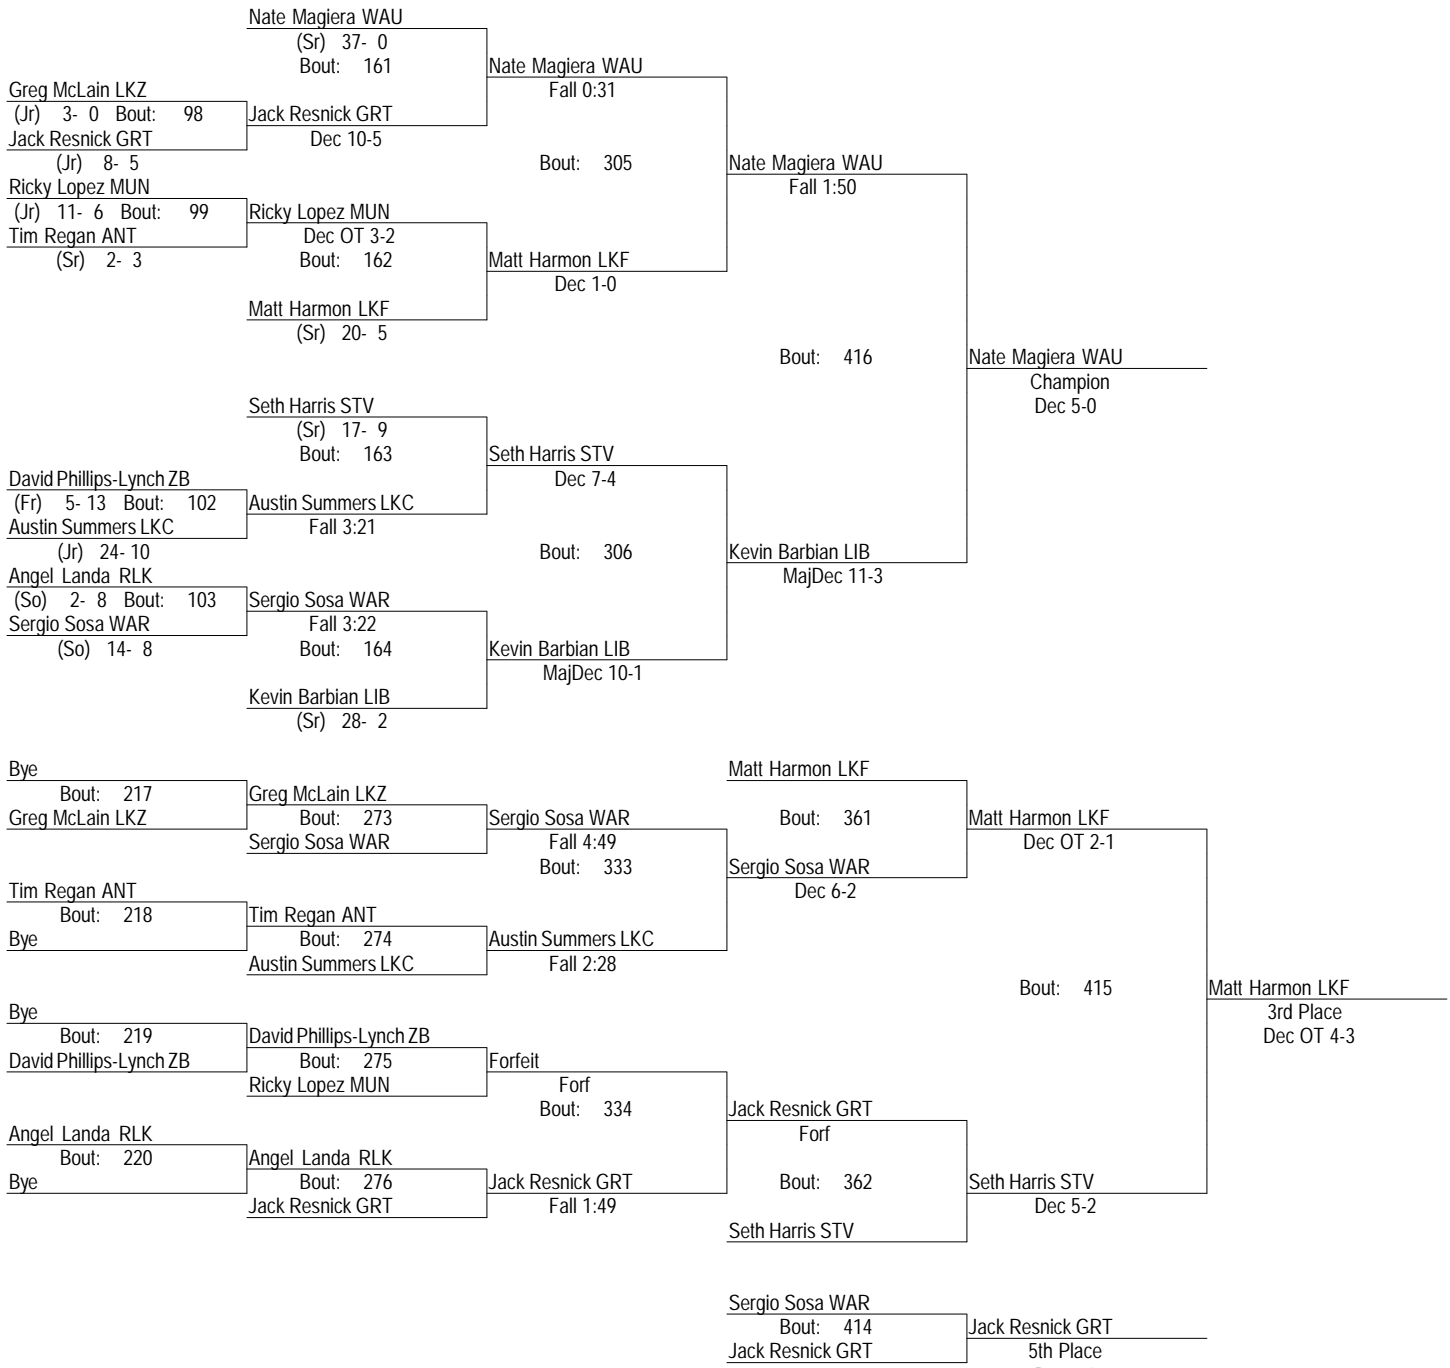 Nate Magiera WAU
(Sr) 37- 0
Bout: 161
Nate Magiera WAU
Fall 0:31
Greg McLain LKZ
(Jr) 3- 0 Bout: 98
Jack Resnick GRT
Jack Resnick GRT
Dec 10-5
(Jr) 8- 5
Bout: 305
Nate Magiera WAU
Fall 1:50
Ricky Lopez MUN
(Jr) 11- 6 Bout: 99
Ricky Lopez MUN
Tim Regan ANT
Dec OT 3-2
(Sr) 2- 3
Bout: 162
Matt Harmon LKF
Dec 1-0
Matt Harmon LKF
(Sr) 20- 5
Bout: 416
Nate Magiera WAU
Champion
Dec 5-0
Seth Harris STV
(Sr) 17- 9
Bout: 163
Seth Harris STV
Dec 7-4
David Phillips-Lynch ZB
(Fr) 5- 13 Bout: 102
Austin Summers LKC
Austin Summers LKC
Fall 3:21
(Jr) 24- 10
Bout: 306
Kevin Barbian LIB
MajDec 11-3
Angel Landa RLK
(So) 2- 8 Bout: 103
Sergio Sosa WAR
Sergio Sosa WAR
Fall 3:22
(So) 14- 8
Bout: 164
Kevin Barbian LIB
MajDec 10-1
Kevin Barbian LIB
(Sr) 28- 2
Bye
Bout: 217
Greg McLain LKZ
Greg McLain LKZ
Bout: 273
Sergio Sosa WAR
Sergio Sosa WAR
Fall 4:49
Bout: 333
Matt Harmon LKF
Bout: 361
Matt Harmon LKF
Dec OT 2-1
Sergio Sosa WAR
Dec 6-2
Tim Regan ANT
Bout: 218
Bye
Tim Regan ANT
Bout: 274
Austin Summers LKC
Austin Summers LKC
Fall 2:28
Bout: 415
Matt Harmon LKF
3rd Place
Dec OT 4-3
Bye
Bout: 219
David Phillips-Lynch ZB
David Phillips-Lynch ZB
Bout: 275
Ricky Lopez MUN
Forfeit
Forf
Bout: 334
Jack Resnick GRT
Forf
Angel Landa RLK
Bout: 220
Bye
Angel Landa RLK
Bout: 276
Jack Resnick GRT
Jack Resnick GRT
Fall 1:49
Bout: 362
Seth Harris STV
Dec 5-2
Seth Harris STV
Sergio Sosa WAR
Bout: 414
Jack Resnick GRT
Jack Resnick GRT
5th Place